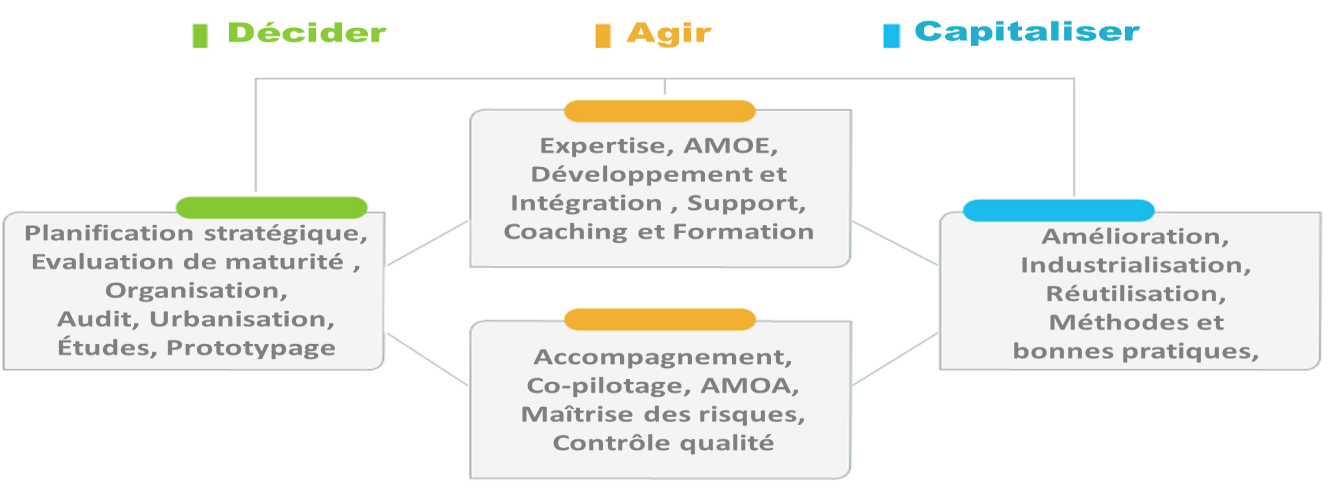 Décider
Agir
Capitaliser
Expertise, AMOE,
Développement et
Intégration , Support,
Coaching et Formation
Planification stratégique,
Evaluation de maturité ,
Organisation,
Audit, Urbanisation,
Études, Prototypage
Amélioration,
Industrialisation,
Réutilisation,
Méthodes et
bonnes pratiques,
Accompagnement,
Co-pilotage, AMOA,
Maîtrise des risques,
Contrôle qualité